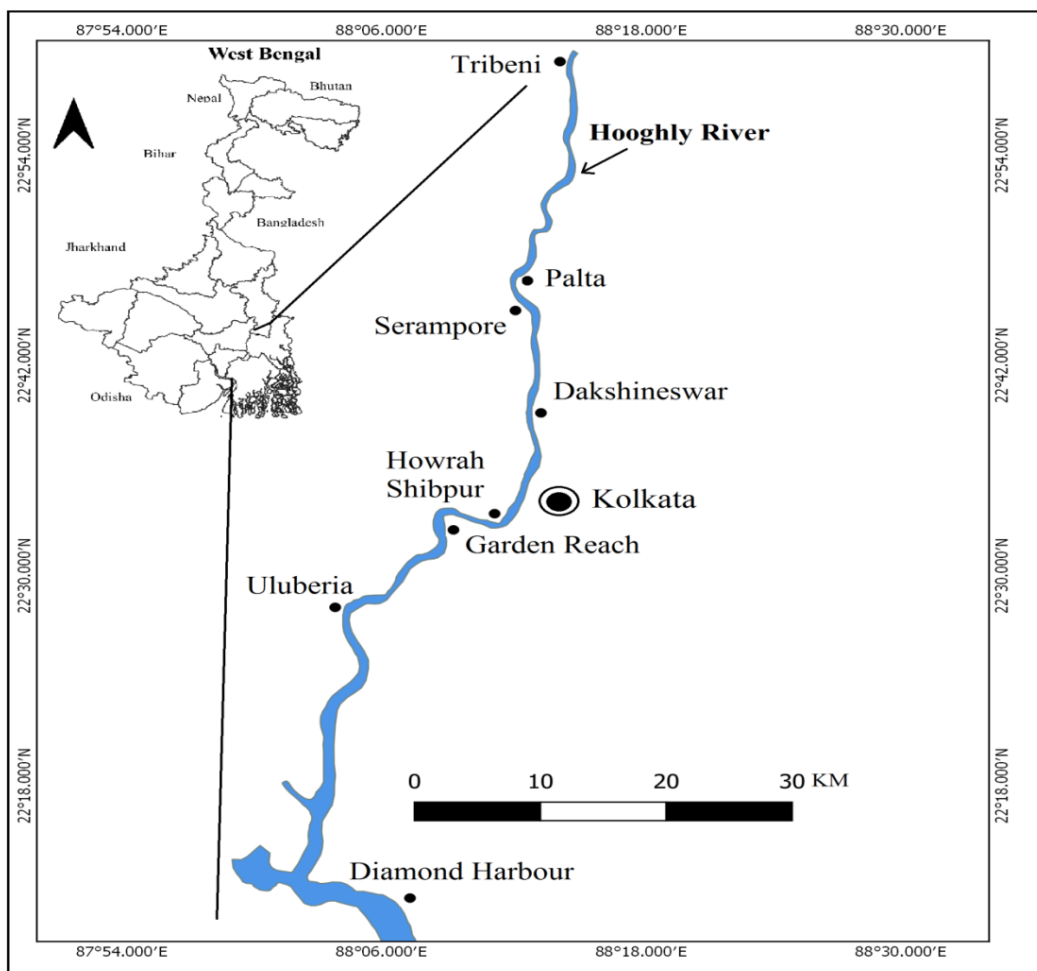 87°54.000′E 88°06.000′E 88°18.000′E 88°30.000′E
West Bengal
Nepal
Bhutan
Bihar
Bangladesh
Jharkhand
Odisha
Tribeni
Hooghly River
Palta
Serampore
Dakshineswar
Howrah
Shibpur
Kolkata
Garden Reach
Uluberia
0 10 20 30 KM
Diamond Harbour
22°54.000′N
22°42.000′N
22°30.000′N
22°18.000′N
22°54.000′N
22°42.000′N
22°30.000′N
22°18.000′N
87°54.000′E 88°06.000′E 88°18.000′E 88°30.000′E